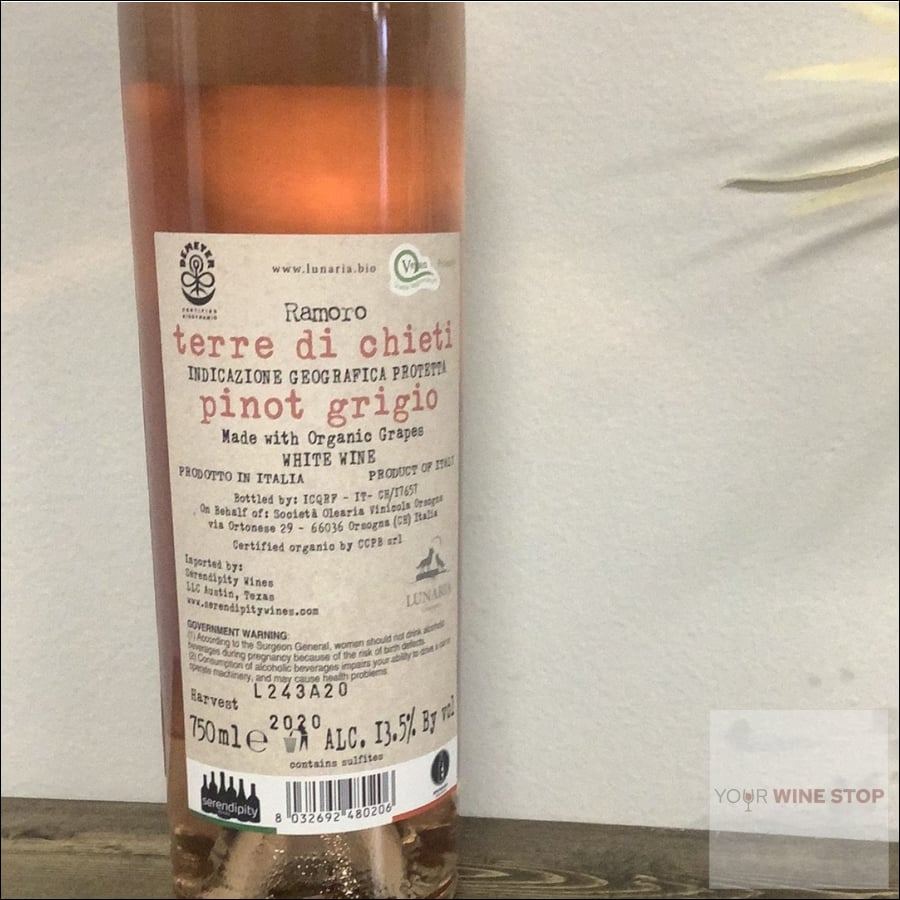 DEMETER
CERTIFIED
BIODYNAMIC
www.lunaria.bio
Vegan
Ramoro
terre di chieti
INDICAZIONE GEOGRAFICA PROTETTA
pinot grigio
Made with Organic Grapes
WHITE WINE
PRODOTTO IN ITALIA
PRODUCT OF ITALY
Bottled by: ICQRF - IT- CH/17657
On Behalf of: Società Olearia Vinicola Orsogna
via Ortonese 29 - 66036 Orsogna (CH) Italia
Certified organic by CCPB srl
Imported by:
Serendipity Wines
LLC Austin, Texas
www.serendipitywines.com
LUNARIA
GOVERNMENT WARNING:
(1) According to the Surgeon General, women should not drink alcoholic
beverages during pregnancy because of the risk of birth defects.
(2) Consumption of alcoholic beverages impairs your ability to drive a car or
operate machinery, and may cause health problems.
L243A20
Harvest
2020
750ml e ALC. 13.5% By vol
contains sulfites
serendipity
8 032692 480206
YOUR WINE STOP